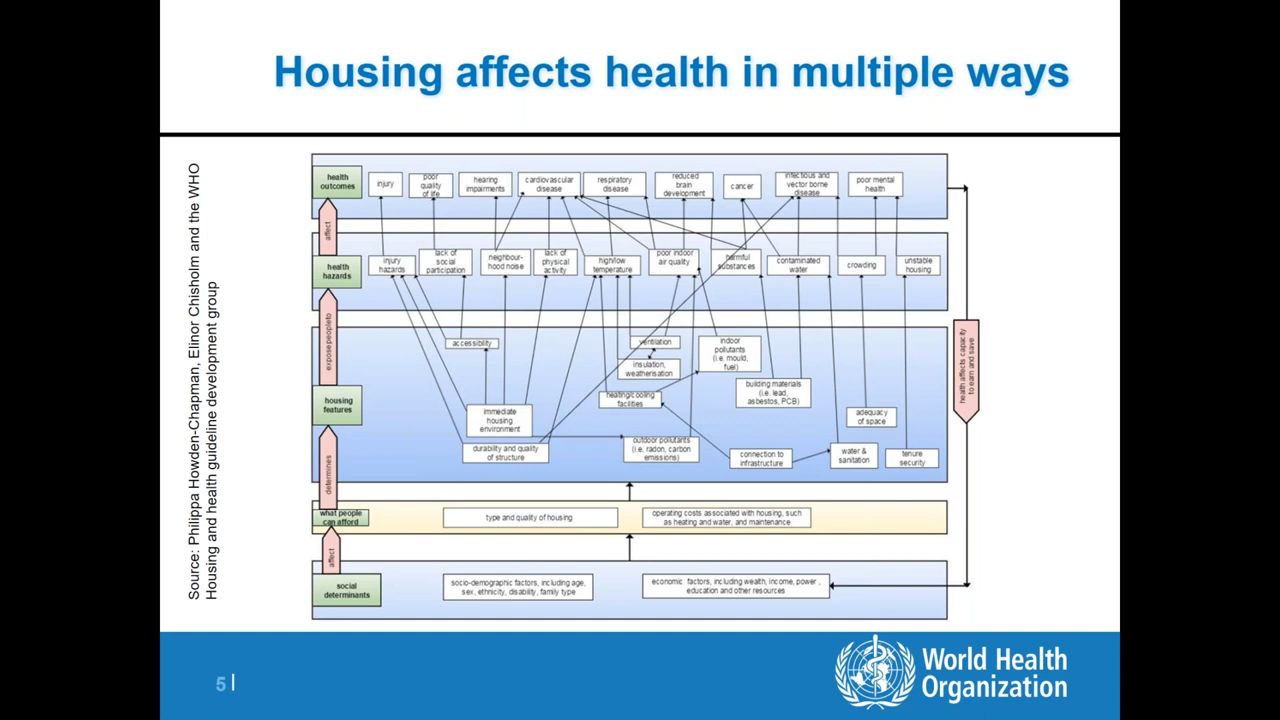 Housing affects health in multiple ways
Source: Philippa Howden-Chapman, Elinor Chisholm and the WHO
Housing and health guideline development group
health
outcomes
injury
poor
quality
of life
hearing
impairments
cardiovascular
disease
respiratory
disease
reduced
brain
development
cancer
infectious and
vector borne
disease
poor mental
health
affect
health
hazards
injury
hazards
lack of
social
participation
neighbour-
hood noise
lack of
physical
activity
high/low
temperature
poor indoor
air quality
harmful
substances
contaminated
water
crowding
unstable
housing
expose people to
accessibility
ventilation
insulation,
weatherisation
indoor
pollutants
(i.e. mould,
fuel)
building materials
(i.e. lead,
asbestos, PCB)
heating/cooling
facilities
housing
features
immediate
housing
environment
adequacy
of space
durability and quality
of structure
outdoor pollutants
(i.e. radon, carbon
emissions)
connection to
infrastructure
water &
sanitation
tenure
security
health affects capacity
to earn and save
determines
what people
can afford
type and quality of housing
operating costs associated with housing, such
as heating and water, and maintenance
affect
social
determinants
socio-demographic factors, including age,
sex, ethnicity, disability, family type
economic factors, including wealth, income, power ,
education and other resources
5 |
World Health
Organization